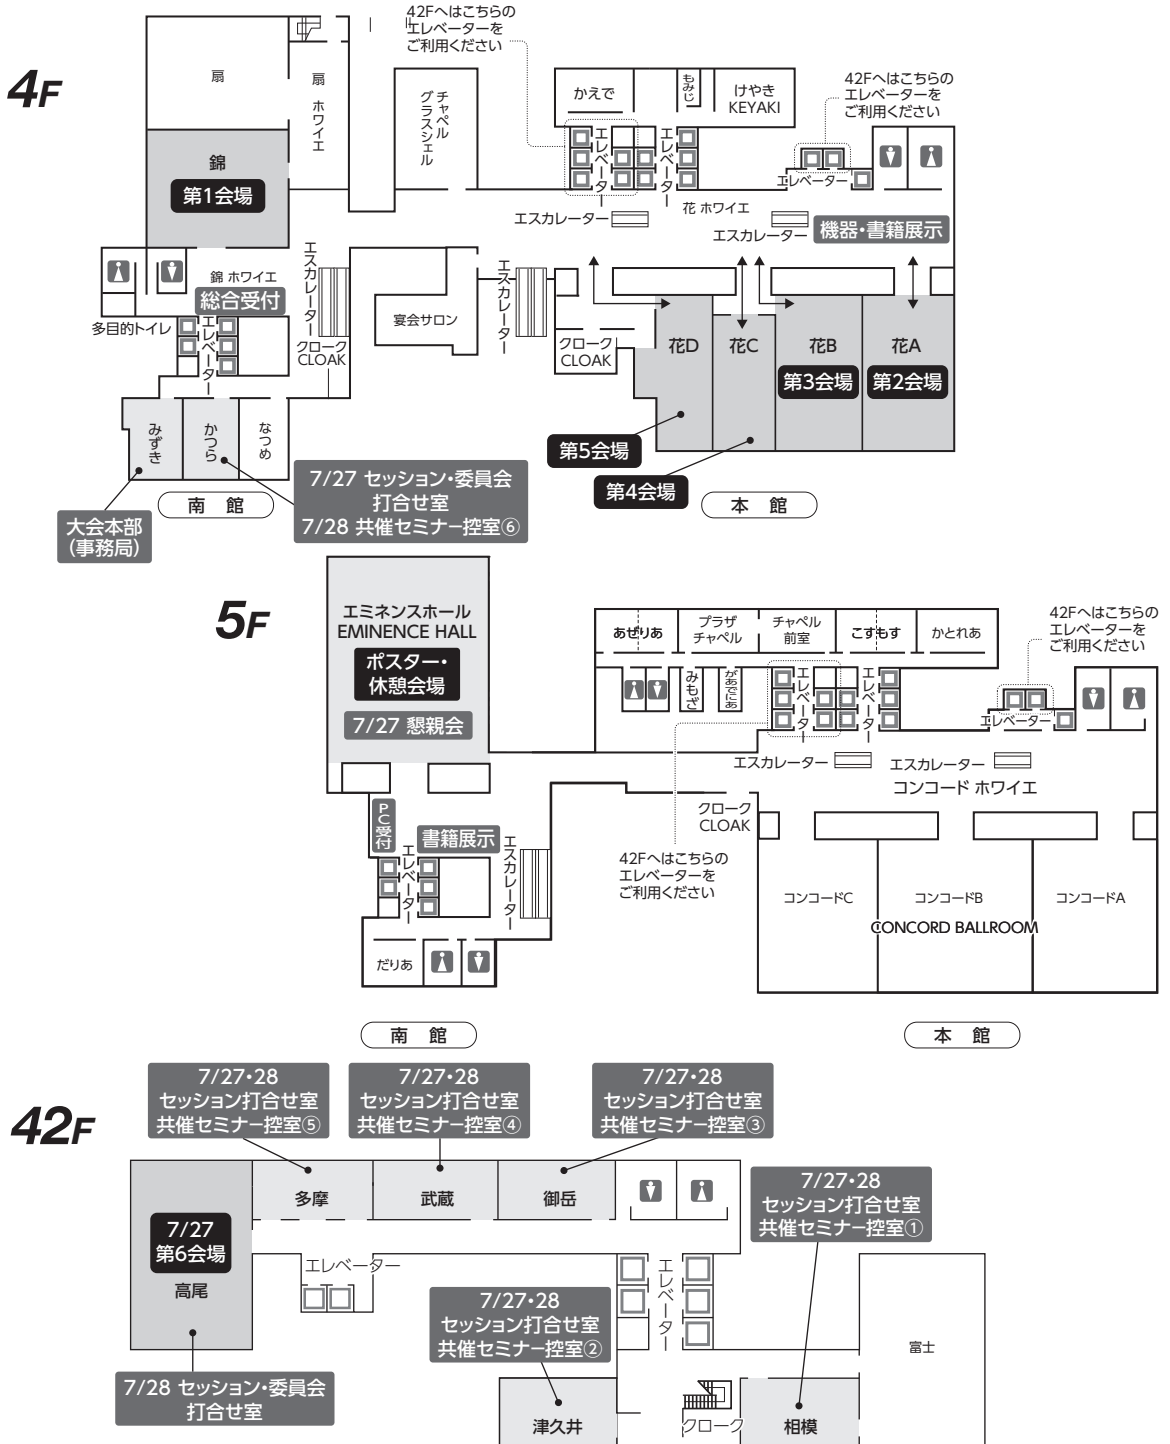 4F
42Fへはこちらの
エレベーターを
ご利用ください
扇
扇 ホワイエ
チャペル
グラスシェル
かえで
もみじ
けやき
KEYAKI
42Fへはこちらの
エレベーターを
ご利用ください
錦
第1会場
エレベーター
エレベーター
エレベーター
エスカレーター
花 ホワイエ
エスカレーター
機器・書籍展示
錦 ホワイエ
総合受付
エスカレーター
エスカレーター
多目的トイレ
エレベーター
クローク
CLOAK
宴会サロン
クローク
CLOAK
花D
花C
花B
花A
第3会場
第2会場
みずき
かつら
なつめ
第5会場
第4会場
7/27 セッション・委員会
打合せ室
7/28 共催セミナー控室⑥
南 館
本 館
大会本部
(事務局)
5F
エミネンスホール
EMINENCE HALL
ポスター・
休憩会場
7/27 懇親会
あぜりあ
プラザ
チャペル
チャペル
前室
こすもす
かとれあ
42Fへはこちらの
エレベーターを
ご利用ください
みもざ
があでにあ
エレベーター
エレベーター
エレベーター
エスカレーター
エスカレーター
コンコード ホワイエ
PC受付
書籍展示
エレベーター
エスカレーター
クローク
CLOAK
42Fへはこちらの
エレベーターを
ご利用ください
コンコードC
コンコードB
コンコードA
CONCORD BALLROOM
だりあ
南 館
本 館
42F
7/27・28
セッション打合せ室
共催セミナー控室⑤
7/27・28
セッション打合せ室
共催セミナー控室④
7/27・28
セッション打合せ室
共催セミナー控室③
多摩
武蔵
御岳
7/27・28
セッション打合せ室
共催セミナー控室①
7/27
第6会場
高尾
エレベーター
エレベーター
7/27・28
セッション打合せ室
共催セミナー控室②
富士
7/28 セッション・委員会
打合せ室
津久井
クローク
相模